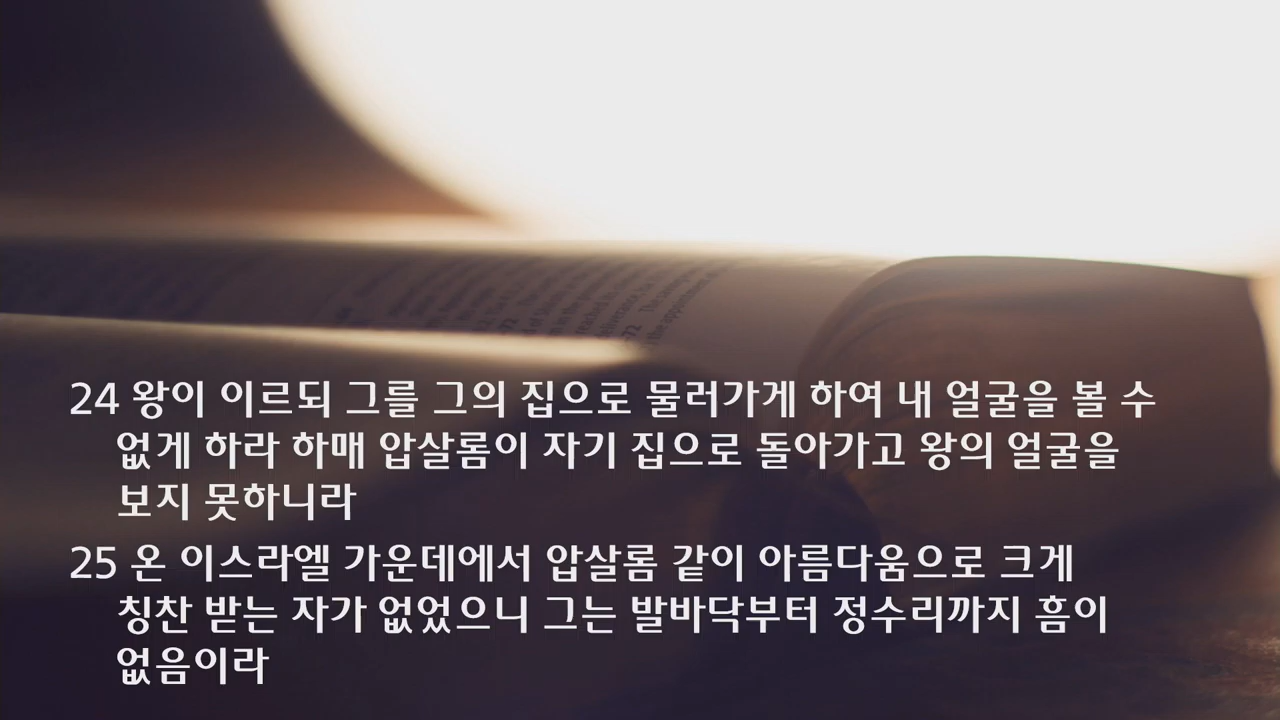 24 왕이 이르되 그를 그의 집으로 물러가게 하여 내 얼굴을 볼 수
없게 하라 하매 압살롬이 자기 집으로 돌아가고 왕의 얼굴을
보지 못하니라
25 온 이스라엘 가운데에서 압살롬 같이 아름다움으로 크게
칭찬 받는 자가 없었으니 그는 발바닥부터 정수리까지 흠이
없음이라